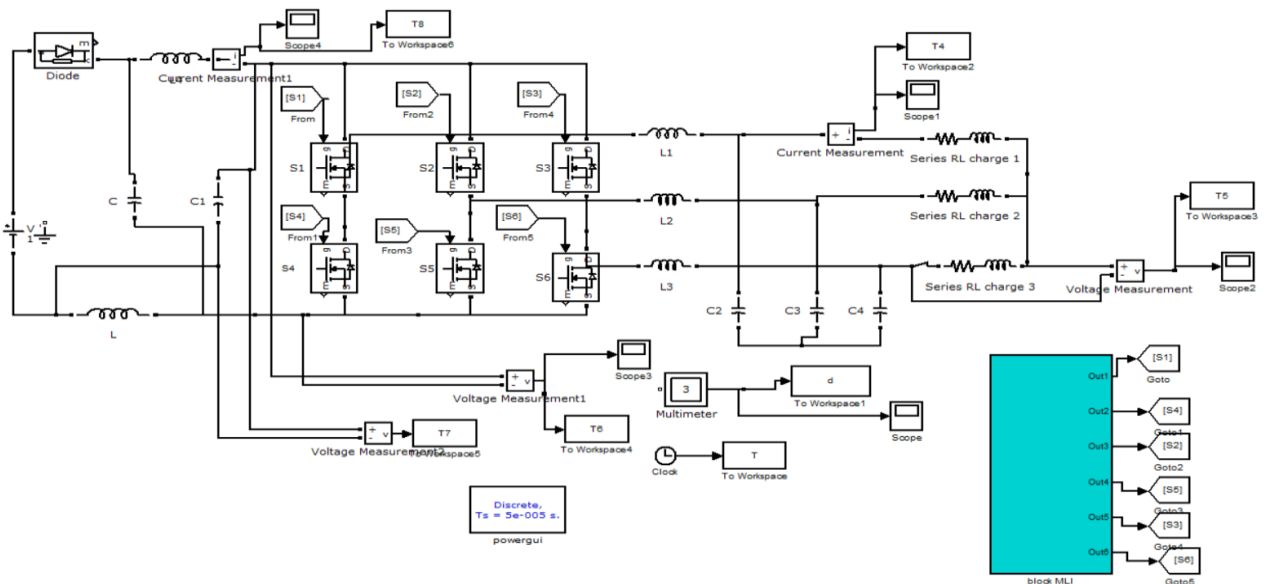 T8
To Workspace6
Scope4
Diode
Current Measurement1
[S1]
From
[S2]
From2
[S3]
From4
T4
To Workspace2
Scope1
Current Measurement
L1
Series RL charge 1
S1
S2
S3
C
C1
L2
Series RL charge 2
T5
To Workspace3
[S4]
From1
[S5]
From3
[S6]
From5
V
1
S4
S5
S6
L3
Series RL charge 3
Voltage Measurement
Scope2
L
C2
C3
C4
Scope3
Voltage Measurement1
T6
To Workspace4
T7
To Workspace5
Voltage Measurement2
3
Multimeter
d
To Workspace1
Scope
Clock
T
To Workspace
Discrete,
Ts = 5e-005 s.
powergui
Out1
[S1]
Goto
Out2
[S4]
Goto1
Out3
[S2]
Goto2
Out4
[S5]
Goto3
Out5
[S3]
Goto4
Out6
[S6]
Goto5
block MLI